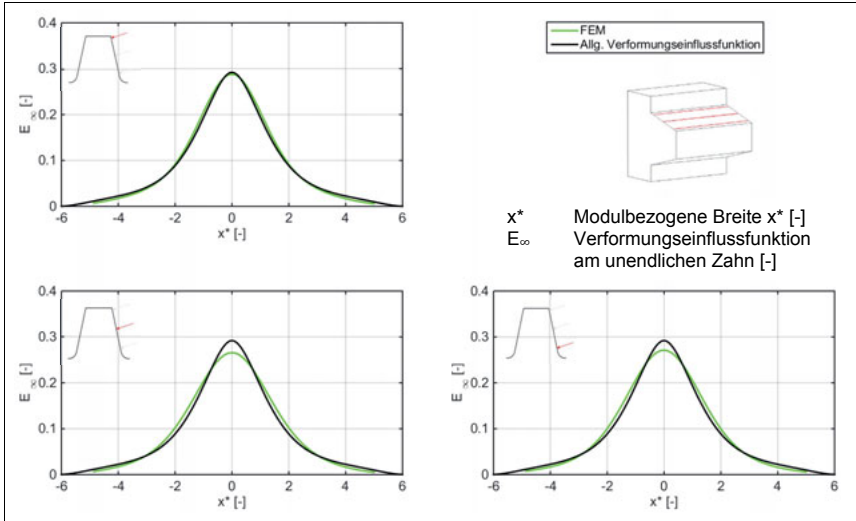 0.4
0.3
0.2
0.1
0
E ∞ [-]
-6 -4 -2 0 2 4 6
x* [-]
FEM
Allg. Verformungseinflussfunktion
x* Modulbezogene Breite x* [-]
E∞ Verformungseinflussfunktion
am unendlichen Zahn [-]
0.4
0.3
0.2
0.1
0
E ∞ [-]
-6 -4 -2 0 2 4 6
x* [-]
0.4
0.3
0.2
0.1
0
E ∞ [-]
-6 -4 -2 0 2 4 6
x* [-]